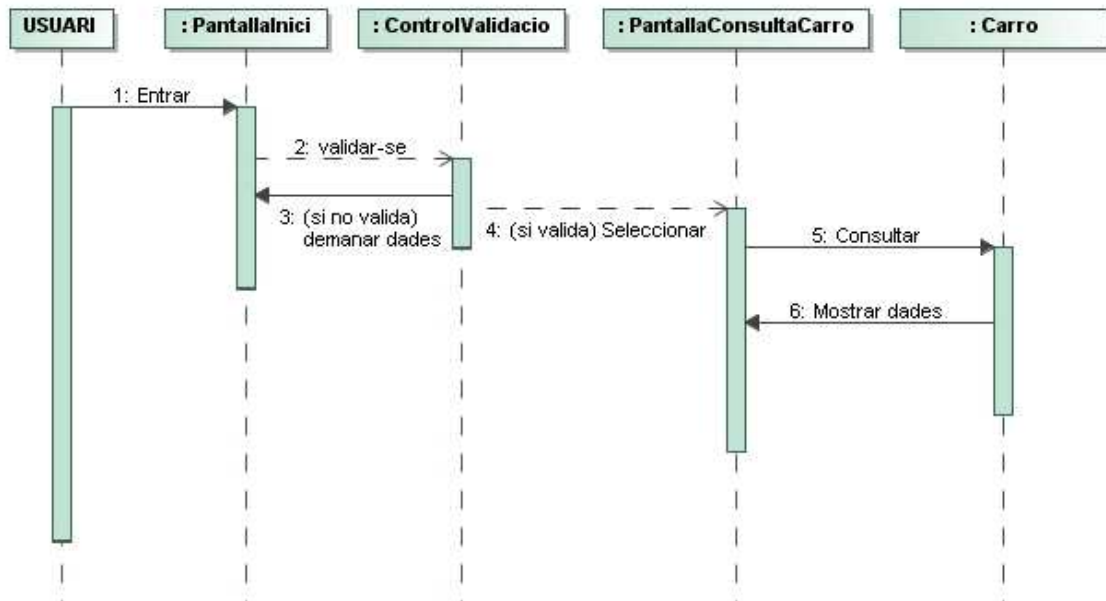 USUARI
: PantallaInici
: ControlValidacio
: PantallaConsultaCarro
: Carro
1: Entrar
2: validar-se
3: (si no valida)
demanar dades
4: (si valida) Seleccionar
5: Consultar
6: Mostrar dades